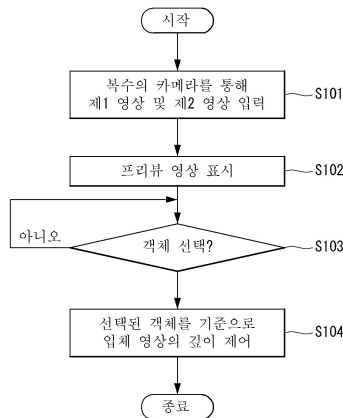 시작
복수의 카메라를 통해
제1 영상 및 제2 영상 입력
S101
프리뷰 영상 표시
S102
아니오
객체 선택?
S103
선택된 객체를 기준으로
입체 영상의 깊이 제어
S104
종료